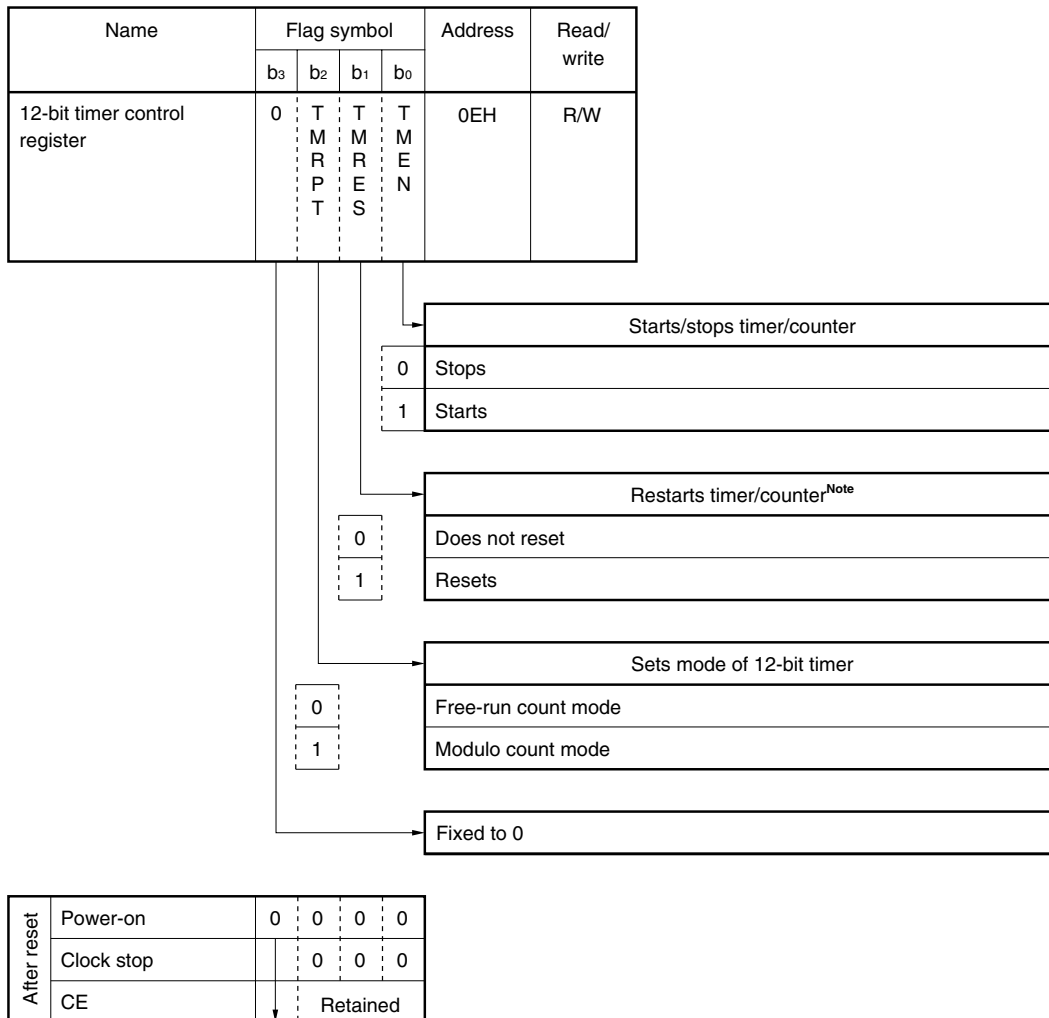 Name Flag symbol Address Read/
write
b3 b2 b1 b0
12-bit timer control
register
0 TMRPT TMRES TMEN 0EH R/W
Starts/stops timer/counter
0 Stops
1 Starts
Restarts timer/counterNote
0 Does not reset
1 Resets
Sets mode of 12-bit timer
0 Free-run count mode
1 Modulo count mode
Fixed to 0
After reset
Power-on 0 0 0 0
Clock stop 0 0 0
CE Retained